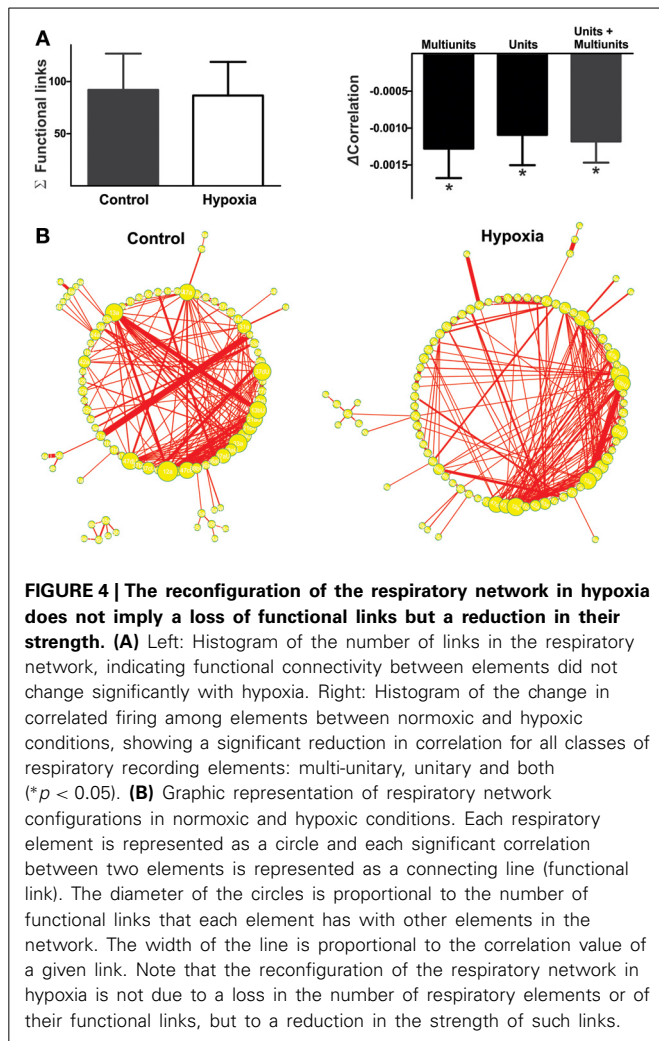 A
Σ Functional links
100
50
Control
Hypoxia
Multiunits
Units
Units +
Multiunits
ΔCorrelation
-0.0005
-0.0010
-0.0015
*
*
*
B
Control
Hypoxia
FIGURE 4 | The reconfiguration of the respiratory network in hypoxia
does not imply a loss of functional links but a reduction in their
strength. (A) Left: Histogram of the number of links in the respiratory
network, indicating functional connectivity between elements did not
change significantly with hypoxia. Right: Histogram of the change in
correlated firing among elements between normoxic and hypoxic
conditions, showing a significant reduction in correlation for all classes of
respiratory recording elements: multi-unitary, unitary and both
(*p < 0.05). (B) Graphic representation of respiratory network
configurations in normoxic and hypoxic conditions. Each respiratory
element is represented as a circle and each significant correlation
between two elements is represented as a connecting line (functional
link). The diameter of the circles is proportional to the number of
functional links that each element has with other elements in the
network. The width of the line is proportional to the correlation value of
a given link. Note that the reconfiguration of the respiratory network in
hypoxia is not due to a loss in the number of respiratory elements or of
their functional links, but to a reduction in the strength of such links.